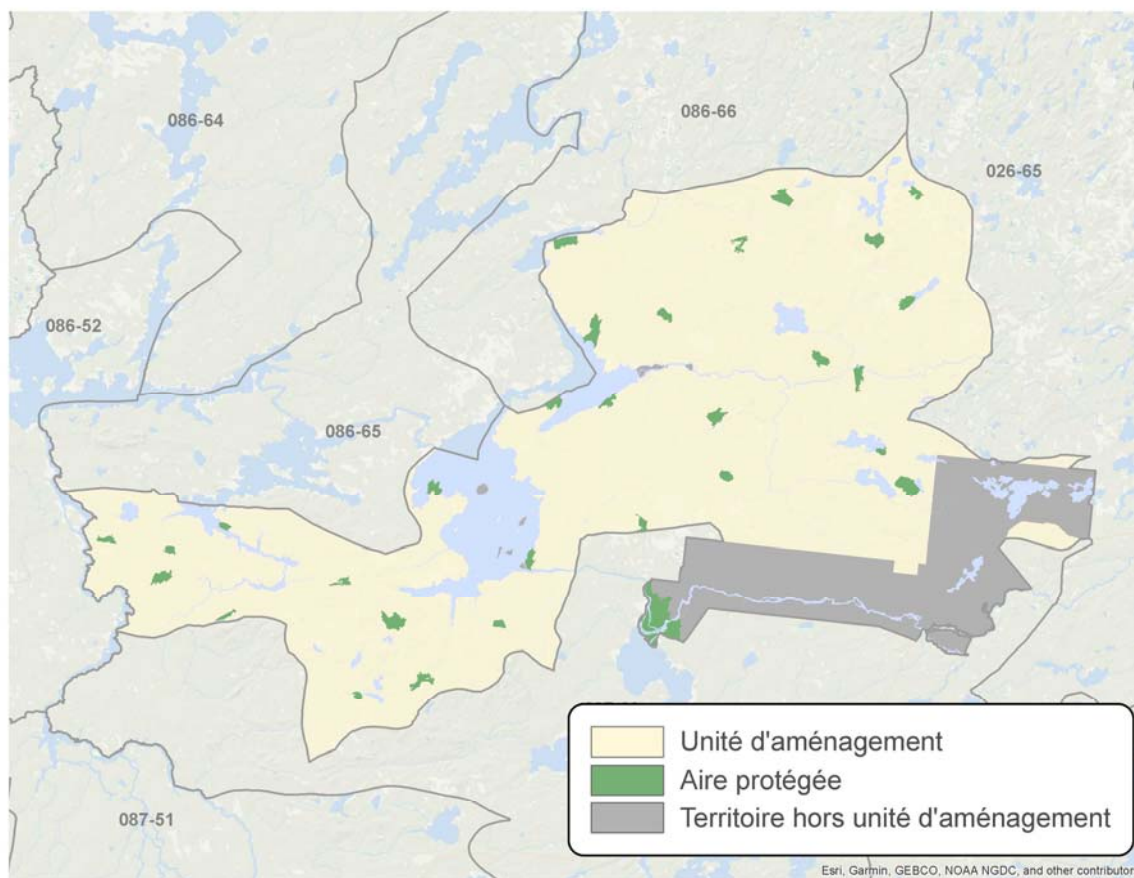 086-64
086-66
026-65
086-52
086-65
087-51
Unité d'aménagement
Aire protégée
Territoire hors unité d'aménagement
Esri, Garmin, GEBCO, NOAA NGDC, and other contributor